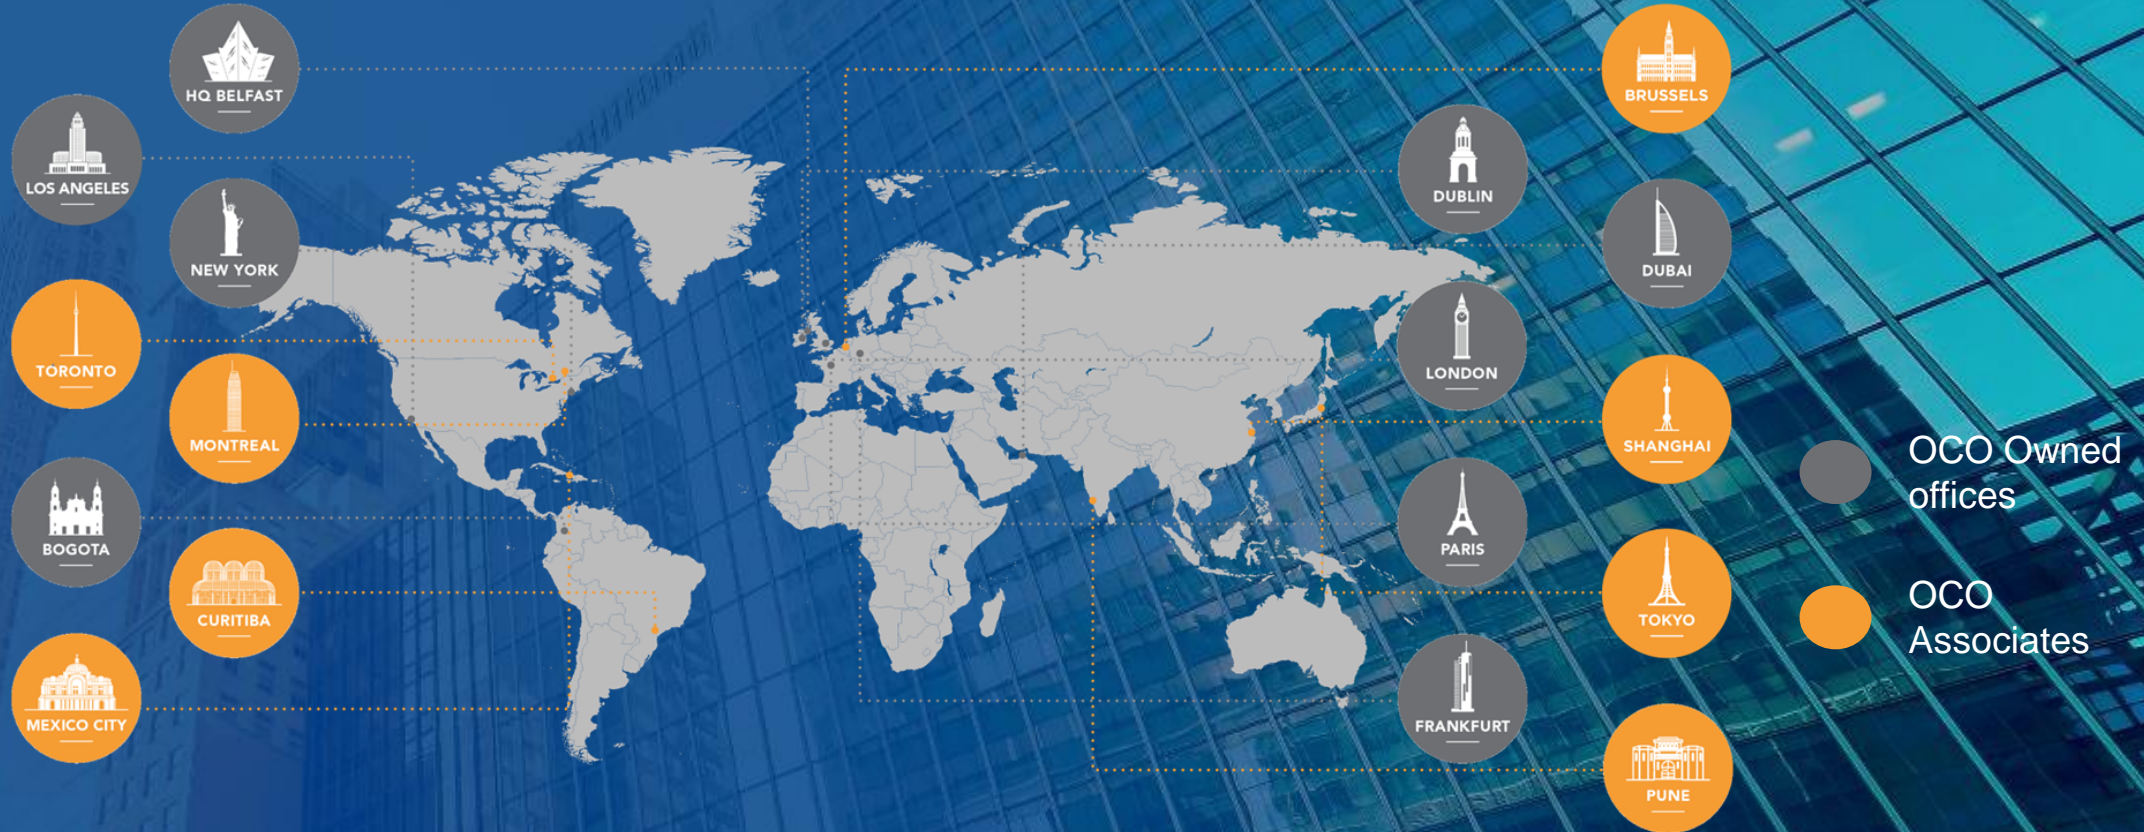 HQ BELFAST
LOS ANGELES
NEW YORK
TORONTO
MONTREAL
BOGOTA
CURITIBA
MEXICO CITY
BRUSSELS
DUBLIN
DUBAI
LONDON
SHANGHAI
PARIS
TOKYO
FRANKFURT
PUNE
OCO Owned
offices
OCO
Associates